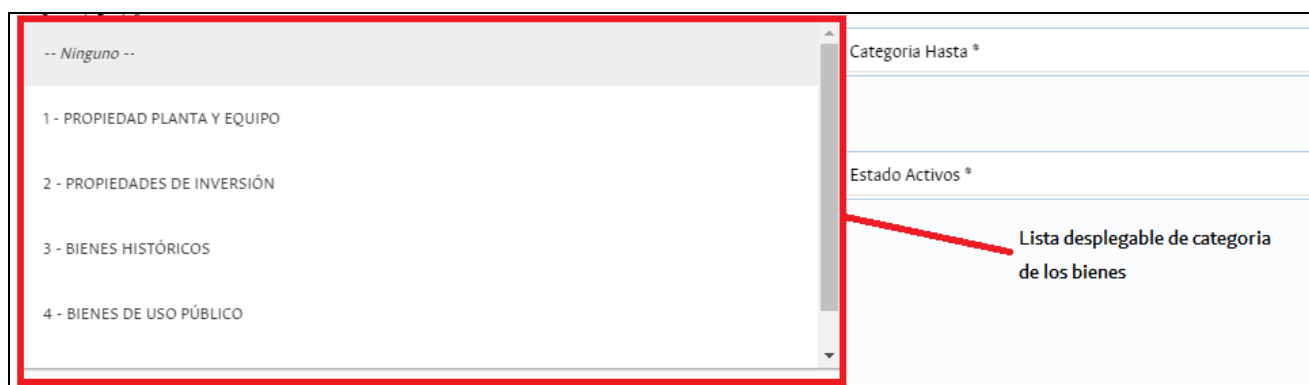 -- Ninguno --
Categoria Hasta *
1 - PROPIEDAD PLANTA Y EQUIPO
2 - PROPIEDADES DE INVERSIÓN
Estado Activos *
3 - BIENES HISTÓRICOS
Lista desplegable de categoria
de los bienes
4 - BIENES DE USO PÚBLICO